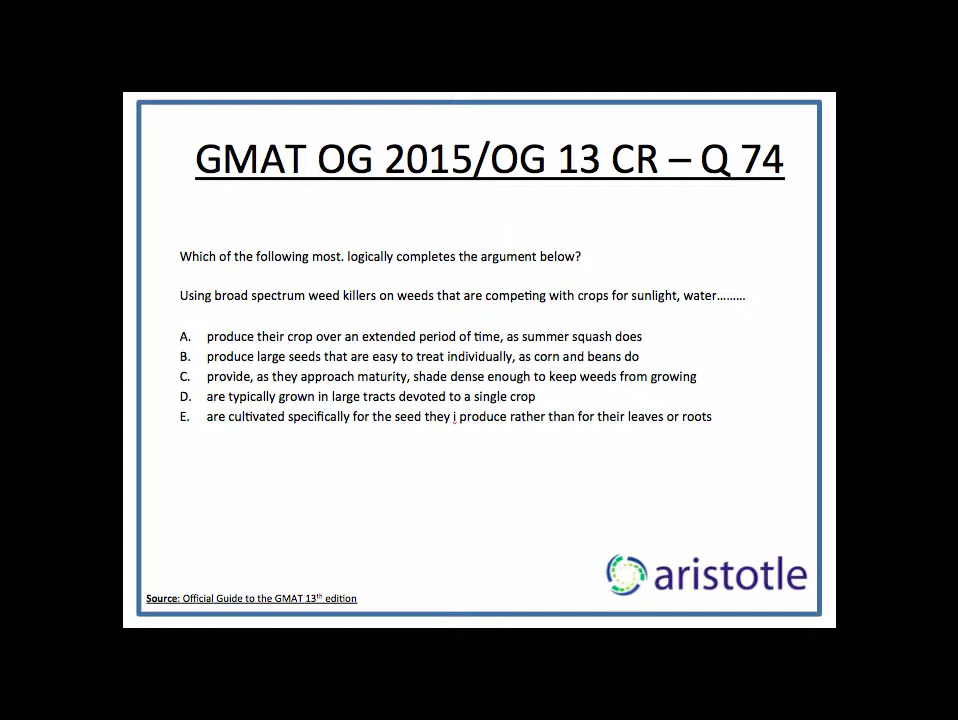 GMAT OG 2015/OG 13 CR – Q 74
Which of the following most. logically completes the argument below?
Using broad spectrum weed killers on weeds that are competing with crops for sunlight, water………
A. produce their crop over an extended period of time, as summer squash does
B. produce large seeds that are easy to treat individually, as corn and beans do
C. provide, as they approach maturity, shade dense enough to keep weeds from growing
D. are typically grown in large tracts devoted to a single crop
E. are cultivated specifically for the seed they i produce rather than for their leaves or roots
aristotle
Source: Official Guide to the GMAT 13th edition